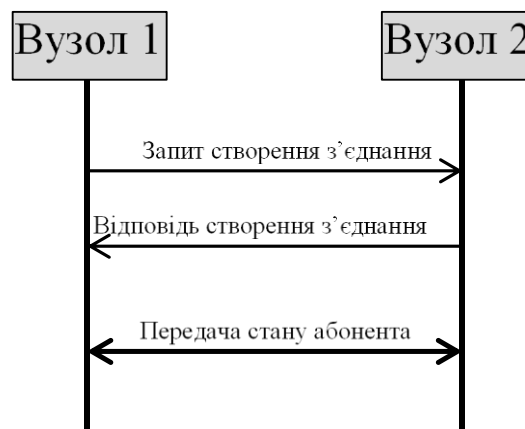 Вузол 1
Вузол 2
Запит створення з’єднання
Відповідь створення з’єднання
Передача стану абонента